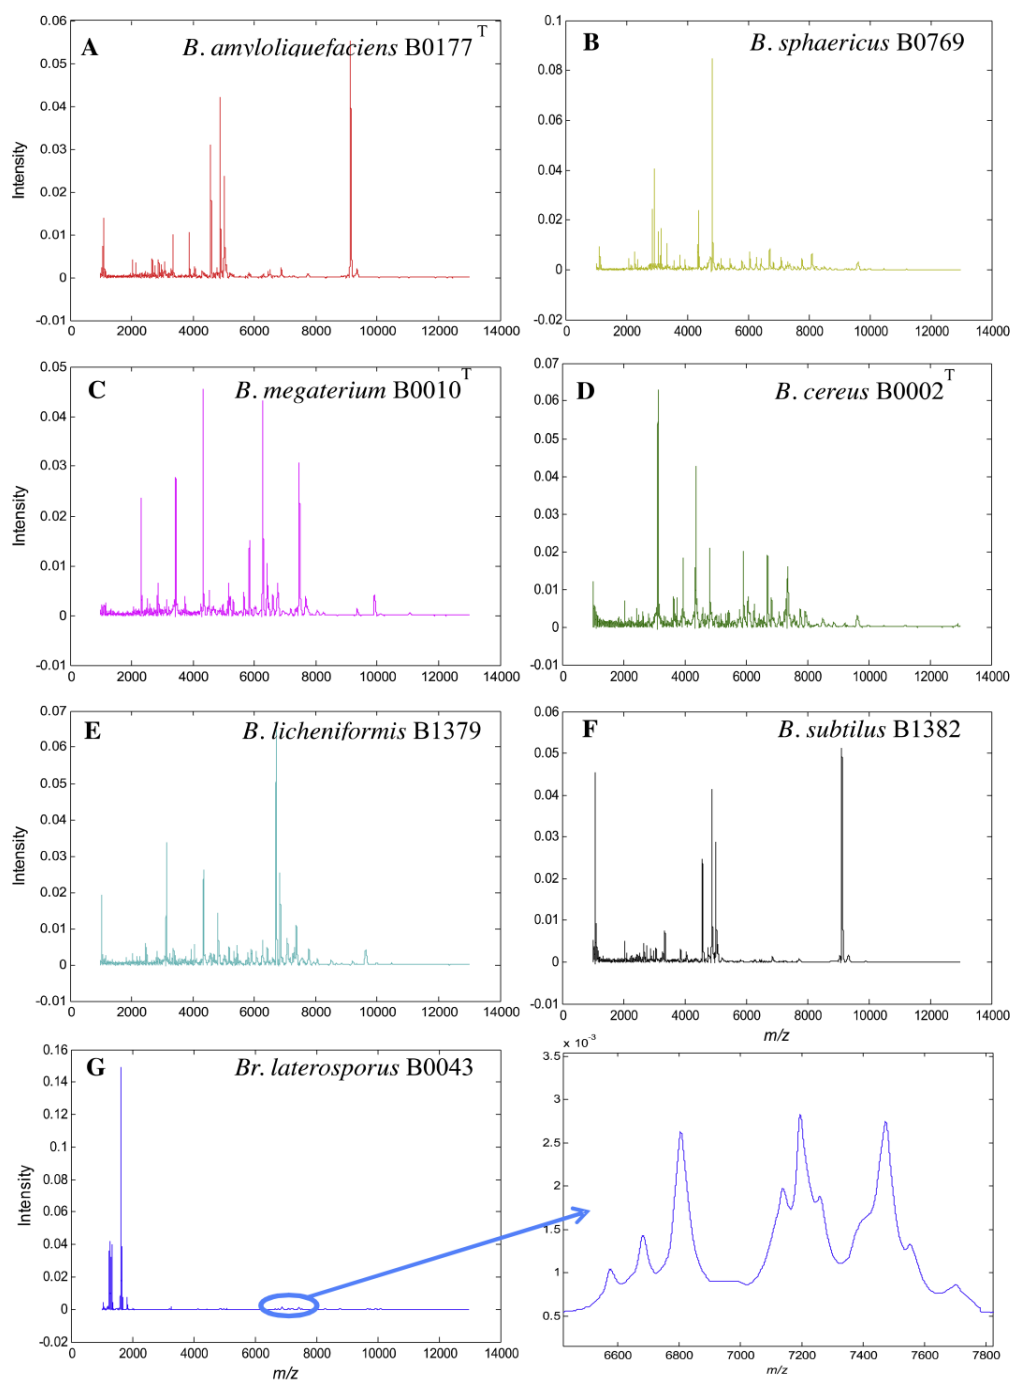 A
B. amyloliquefaciens B0177 T
Intensity
0.06
0.05
0.04
0.03
0.02
0.01
0
-0.01
0 2000 4000 6000 8000 10000 12000 14000
B
B. sphaericus B0769
0.1
0.08
0.06
0.04
0.02
0
-0.02
0 2000 4000 6000 8000 10000 12000 14000
C
B. megaterium B0010 T
Intensity
0.05
0.04
0.03
0.02
0.01
0
-0.01
0 2000 4000 6000 8000 10000 12000 14000
D
B. cereus B0002 T
0.07
0.06
0.05
0.04
0.03
0.02
0.01
0
-0.01
0 2000 4000 6000 8000 10000 12000 14000
E
B. licheniformis B1379
Intensity
0.07
0.06
0.05
0.04
0.03
0.02
0.01
0
-0.01
0 2000 4000 6000 8000 10000 12000 14000
F
B. subtilus B1382
0.06
0.05
0.04
0.03
0.02
0.01
0
-0.01
0 2000 4000 6000 8000 10000 12000 14000
m/z
G
Br. laterosporus B0043
Intensity
0.16
0.14
0.12
0.1
0.08
0.06
0.04
0.02
0
-0.02
0 2000 4000 6000 8000 10000 12000 14000
m/z
x 10-3
3.5
3
2.5
2
1.5
1
0.5
6600 6800 7000 7200 7400 7600 7800
m/z